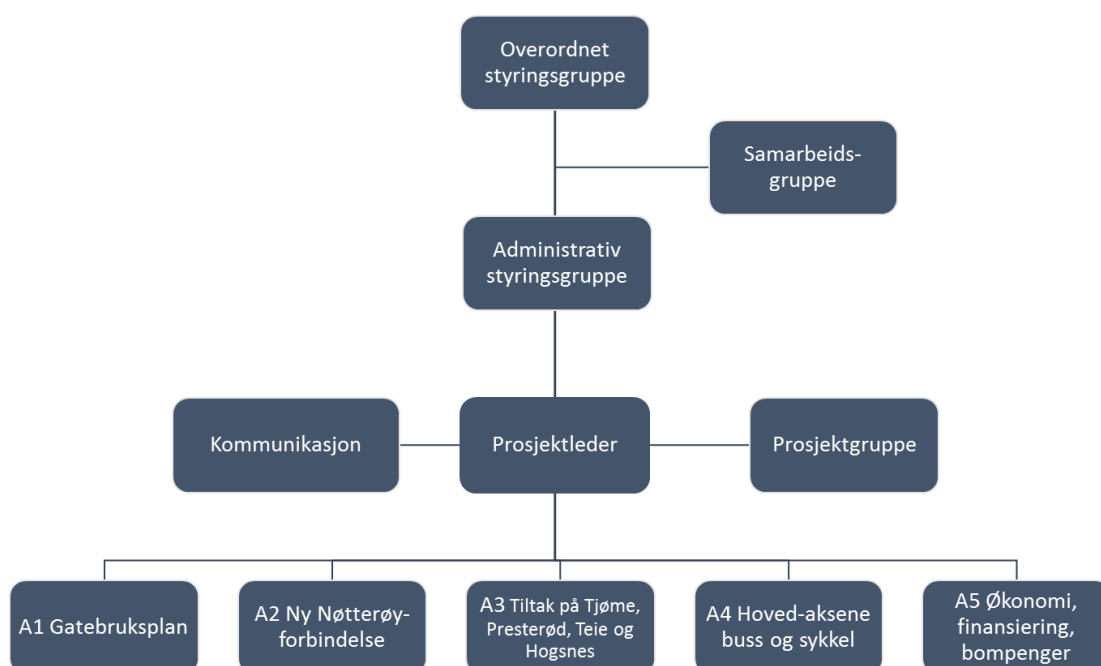 Overordnet
styringsgruppe
Samarbeids-
gruppe
Administrativ
styringsgruppe
Kommunikasjon
Prosjektleder
Prosjektgruppe
A1 Gatebruksplan
A2 Ny Nøtterøy-
forbindelse
A3 Tiltak på Tjøme,
Presterød, Teie og
Hogsnes
A4 Hoved-aksene
buss og sykkel
A5 Økonomi,
finansiering,
bompenger